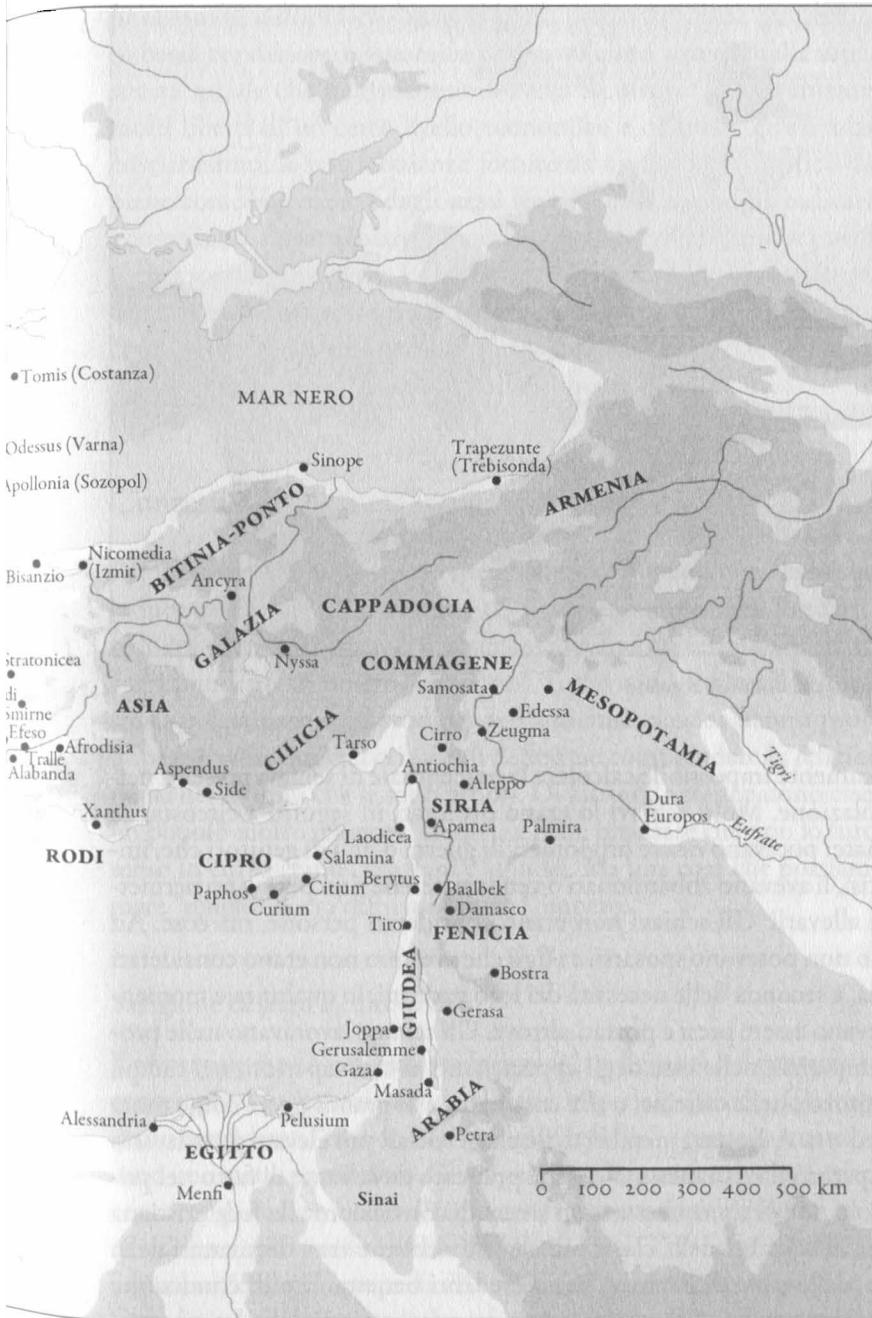 Tomis (Costanza)
MAR NERO
Odessus (Varna)
Sinope
Trapezunte
(Trebisonda)
Apollonia (Sozopol)
ARMENIA
BITINIA-PONTO
Nicomedia
(Izmit)
Bisanzio
Ancyra
CAPPADOCIA
GALAZIA
Nyssa
Stratonicea
COMMAGENE
Samosata
MESOPOTAMIA
di
Smirne
ASIA
Edessa
Efeso
Afrodisia
CILICIA
Tarso
Cirro
Zeugma
Tralle
Alabanda
Tigri
Aspendus
Side
Antiochia
Aleppo
SIRIA
Dura
Europos
Xanthus
Apamea
Palmira
Eufrate
Laodicea
RODI
CIPRO
Salamina
Paphos
Citium
Curium
Berytus
Baalbek
Damasco
Tiro
FENICIA
GIUDEA
Bostra
Gerasa
Joppa
Gerusalemme
Gaza
Masada
ARABIA
Alessandria
Pelusium
EGITTO
Petra
Menfi
Sinai
0 100 200 300 400 500 km